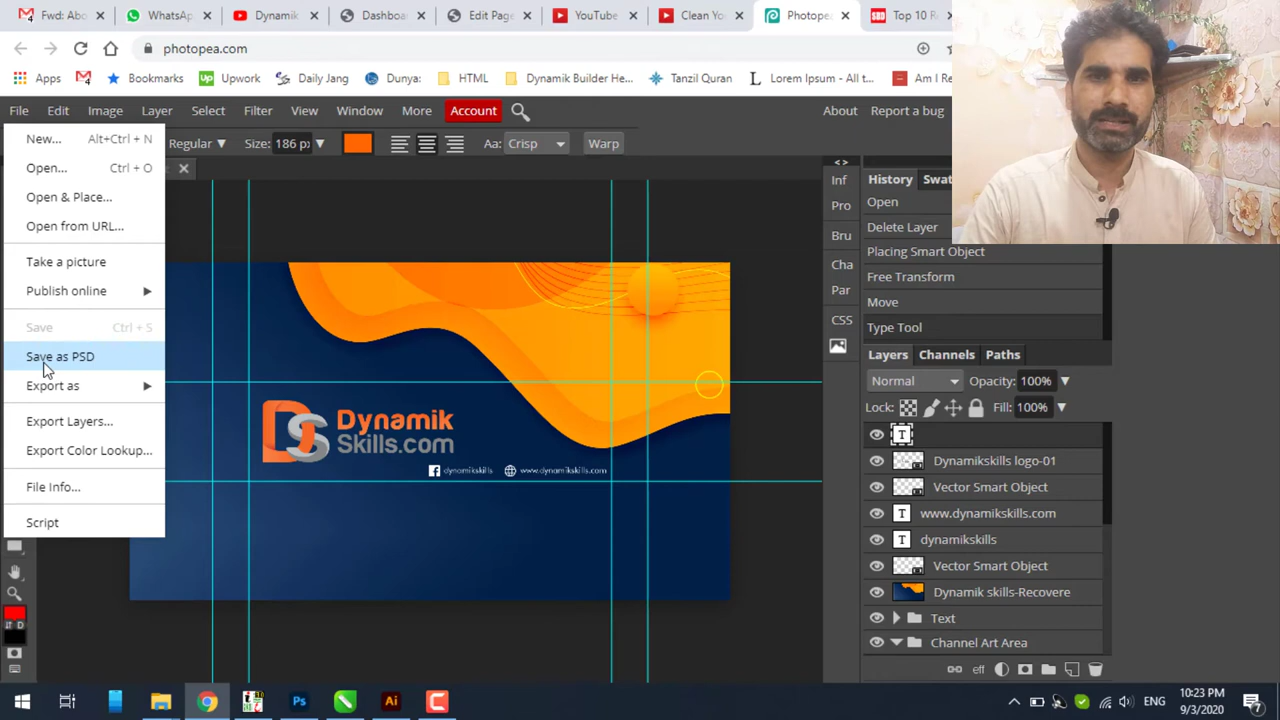 Fwd: Abo
WhatsApp
Dynamik
Dashboa
Edit Page
YouTube
Clean Yo
Photopea
Top 10 R
photopea.com
Apps
Bookmarks
Upwork
Daily Jang
Dunya:
HTML
Dynamik Builder He...
Tanzil Quran
Lorem Ipsum - All t...
Am I Re
File Edit Image Layer Select Filter View Window More Account About Report a bug
Regular Size: 186 px Aa: Crisp Warp
New... Alt+Ctrl + N
Open... Ctrl + O
Open & Place...
Open from URL...
Take a picture
Publish online
Save Ctrl + S
Save as PSD
Export as
Export Layers...
Export Color Lookup...
File Info...
Script
Dynamik
Skills.com
dynamikskills www.dynamikskills.com
Inf
Pro
Bru
Cha
Par
CSS
History Swat
Open
Delete Layer
Placing Smart Object
Free Transform
Move
Type Tool
Layers Channels Paths
Normal Opacity: 100%
Lock: Fill: 100%
Dynamikskills logo-01
Vector Smart Object
www.dynamikskills.com
dynamikskills
Vector Smart Object
Dynamik skills-Recovere
Text
Channel Art Area
eff
ENG
10:23 PM
9/3/2020